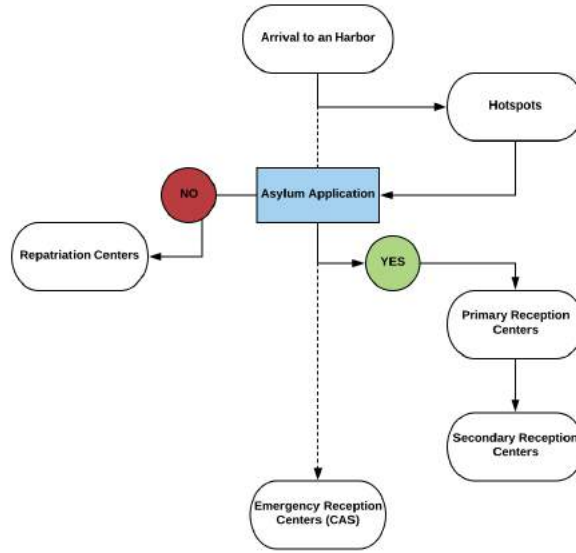 Arrival to an Harbor
Hotspots
NO
Asylum Application
Repatriation Centers
YES
Primary Reception
Centers
Secondary Reception
Centers
Emergency Reception
Centers (CAS)